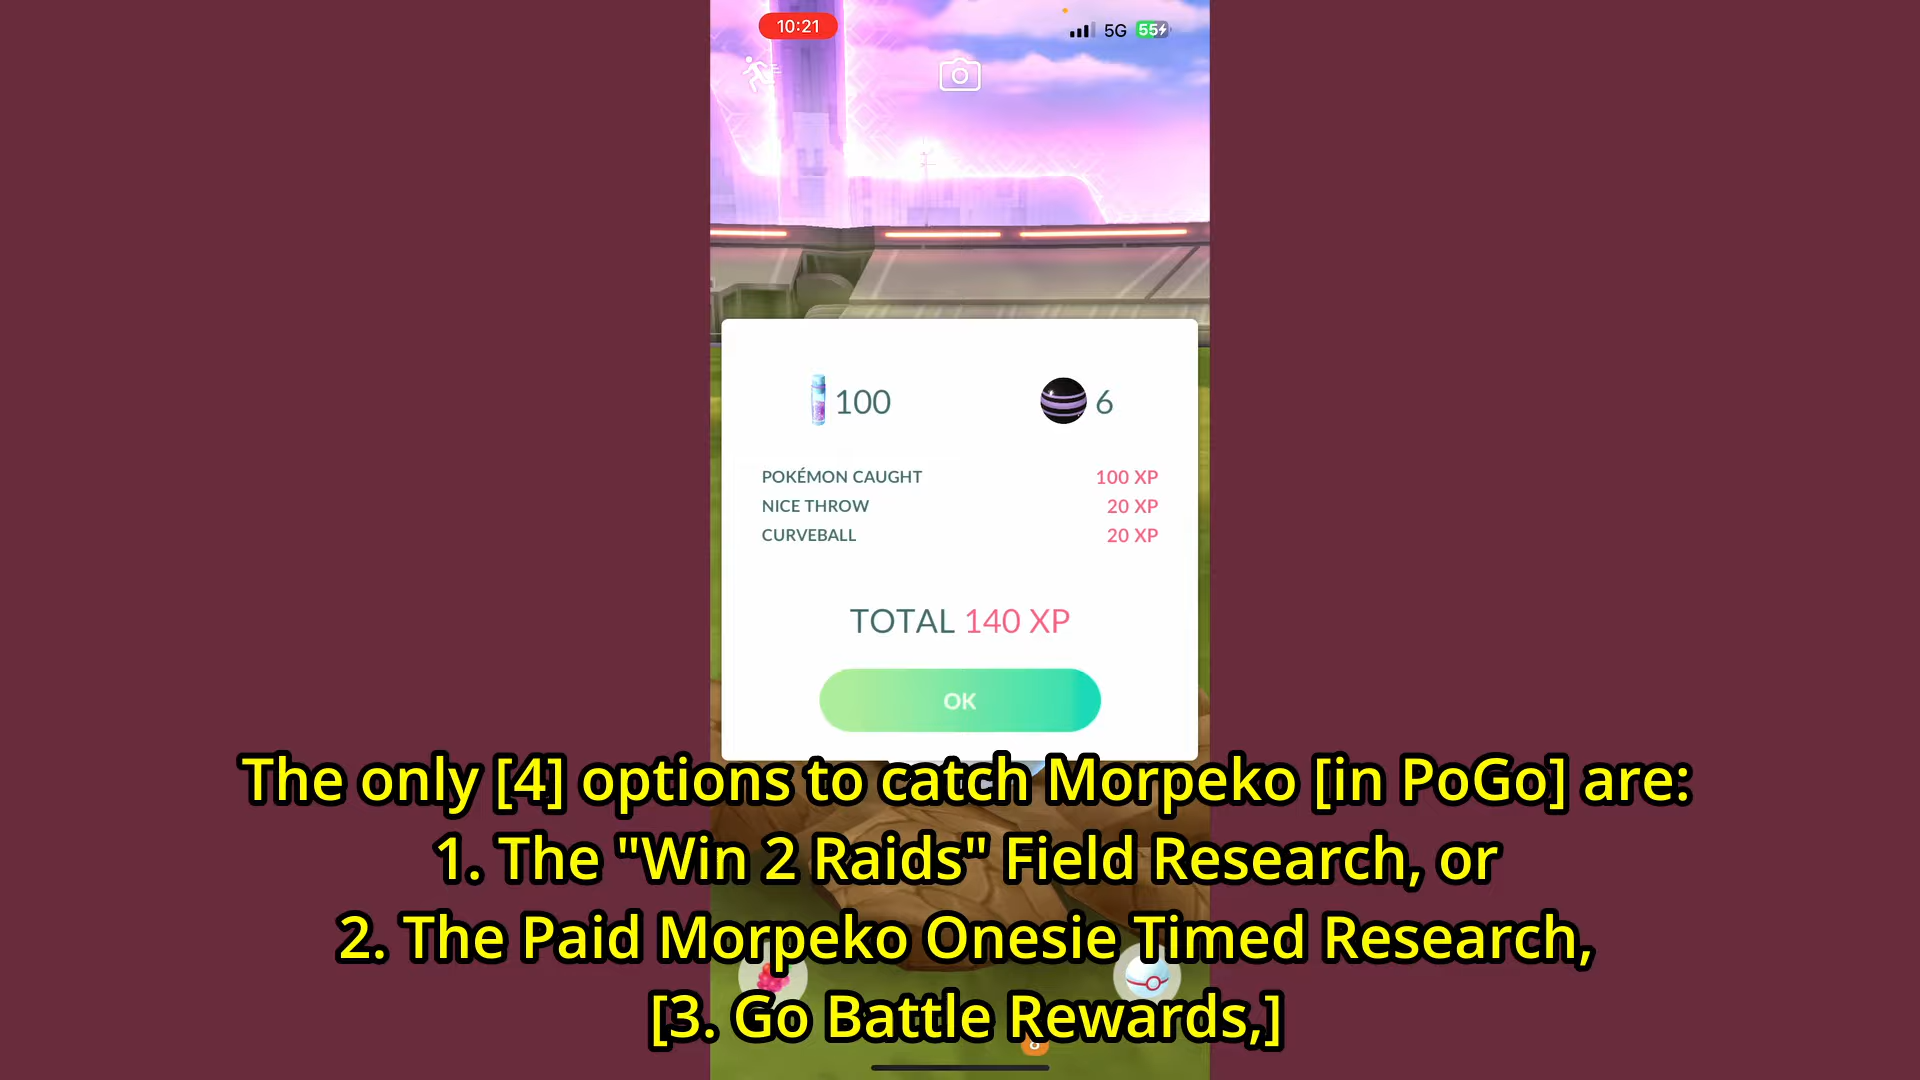 10:21
5G 55
100 6
POKÉMON CAUGHT 100 XP
NICE THROW 20 XP
CURVEBALL 20 XP
TOTAL 140 XP
OK
The only [4] options to catch Morpeko [in PoGo] are:
1. The "Win 2 Raids" Field Research, or
2. The Paid Morpeko Onesie Timed Research,
[3. Go Battle Rewards,]